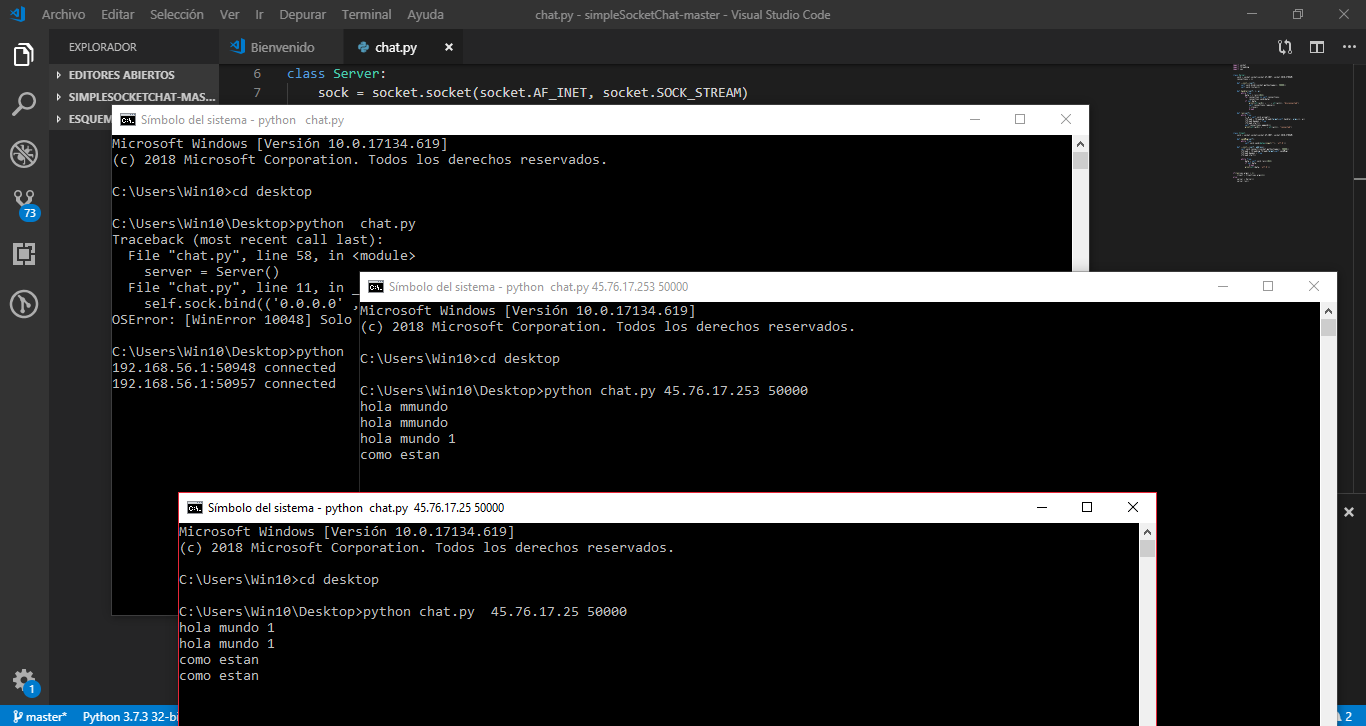 Archivo Editar Selección Ver Ir Depurar Terminal Ayuda
chat.py - simpleSocketChat-master - Visual Studio Code
EXPLORADOR
Bienvenido
chat.py
EDITORES ABIERTOS
SIMPLESOCKETCHAT-MAS...
ESQUEM
6 class Server:
7 sock = socket.socket(socket.AF_INET, socket.SOCK_STREAM)
73
Símbolo del sistema - python chat.py
Microsoft Windows [Versión 10.0.17134.619]
(c) 2018 Microsoft Corporation. Todos los derechos reservados.
C:\Users\Win10>cd desktop
C:\Users\Win10\Desktop>python  chat.py
Traceback (most recent call last):
File "chat.py", line 58, in <module>
server = Server()
File "chat.py", line 11, in _
self.sock.bind(('0.0.0.0' ,
OSError: [WinError 10048] Solo
C:\Users\Win10\Desktop>python
192.168.56.1:50948 connected
192.168.56.1:50957 connected
Símbolo del sistema - python chat.py 45.76.17.253 50000
Microsoft Windows [Versión 10.0.17134.619]
(c) 2018 Microsoft Corporation. Todos los derechos reservados.
C:\Users\Win10>cd desktop
C:\Users\Win10\Desktop>python chat.py 45.76.17.253 50000
hola mmundo
hola mmundo
hola mundo 1
como estan
Símbolo del sistema - python chat.py 45.76.17.25 50000
Microsoft Windows [Versión 10.0.17134.619]
(c) 2018 Microsoft Corporation. Todos los derechos reservados.
C:\Users\Win10>cd desktop
C:\Users\Win10\Desktop>python chat.py  45.76.17.25 50000
hola mundo 1
hola mundo 1
como estan
como estan
1
master* Python 3.7.3 32-bi
2